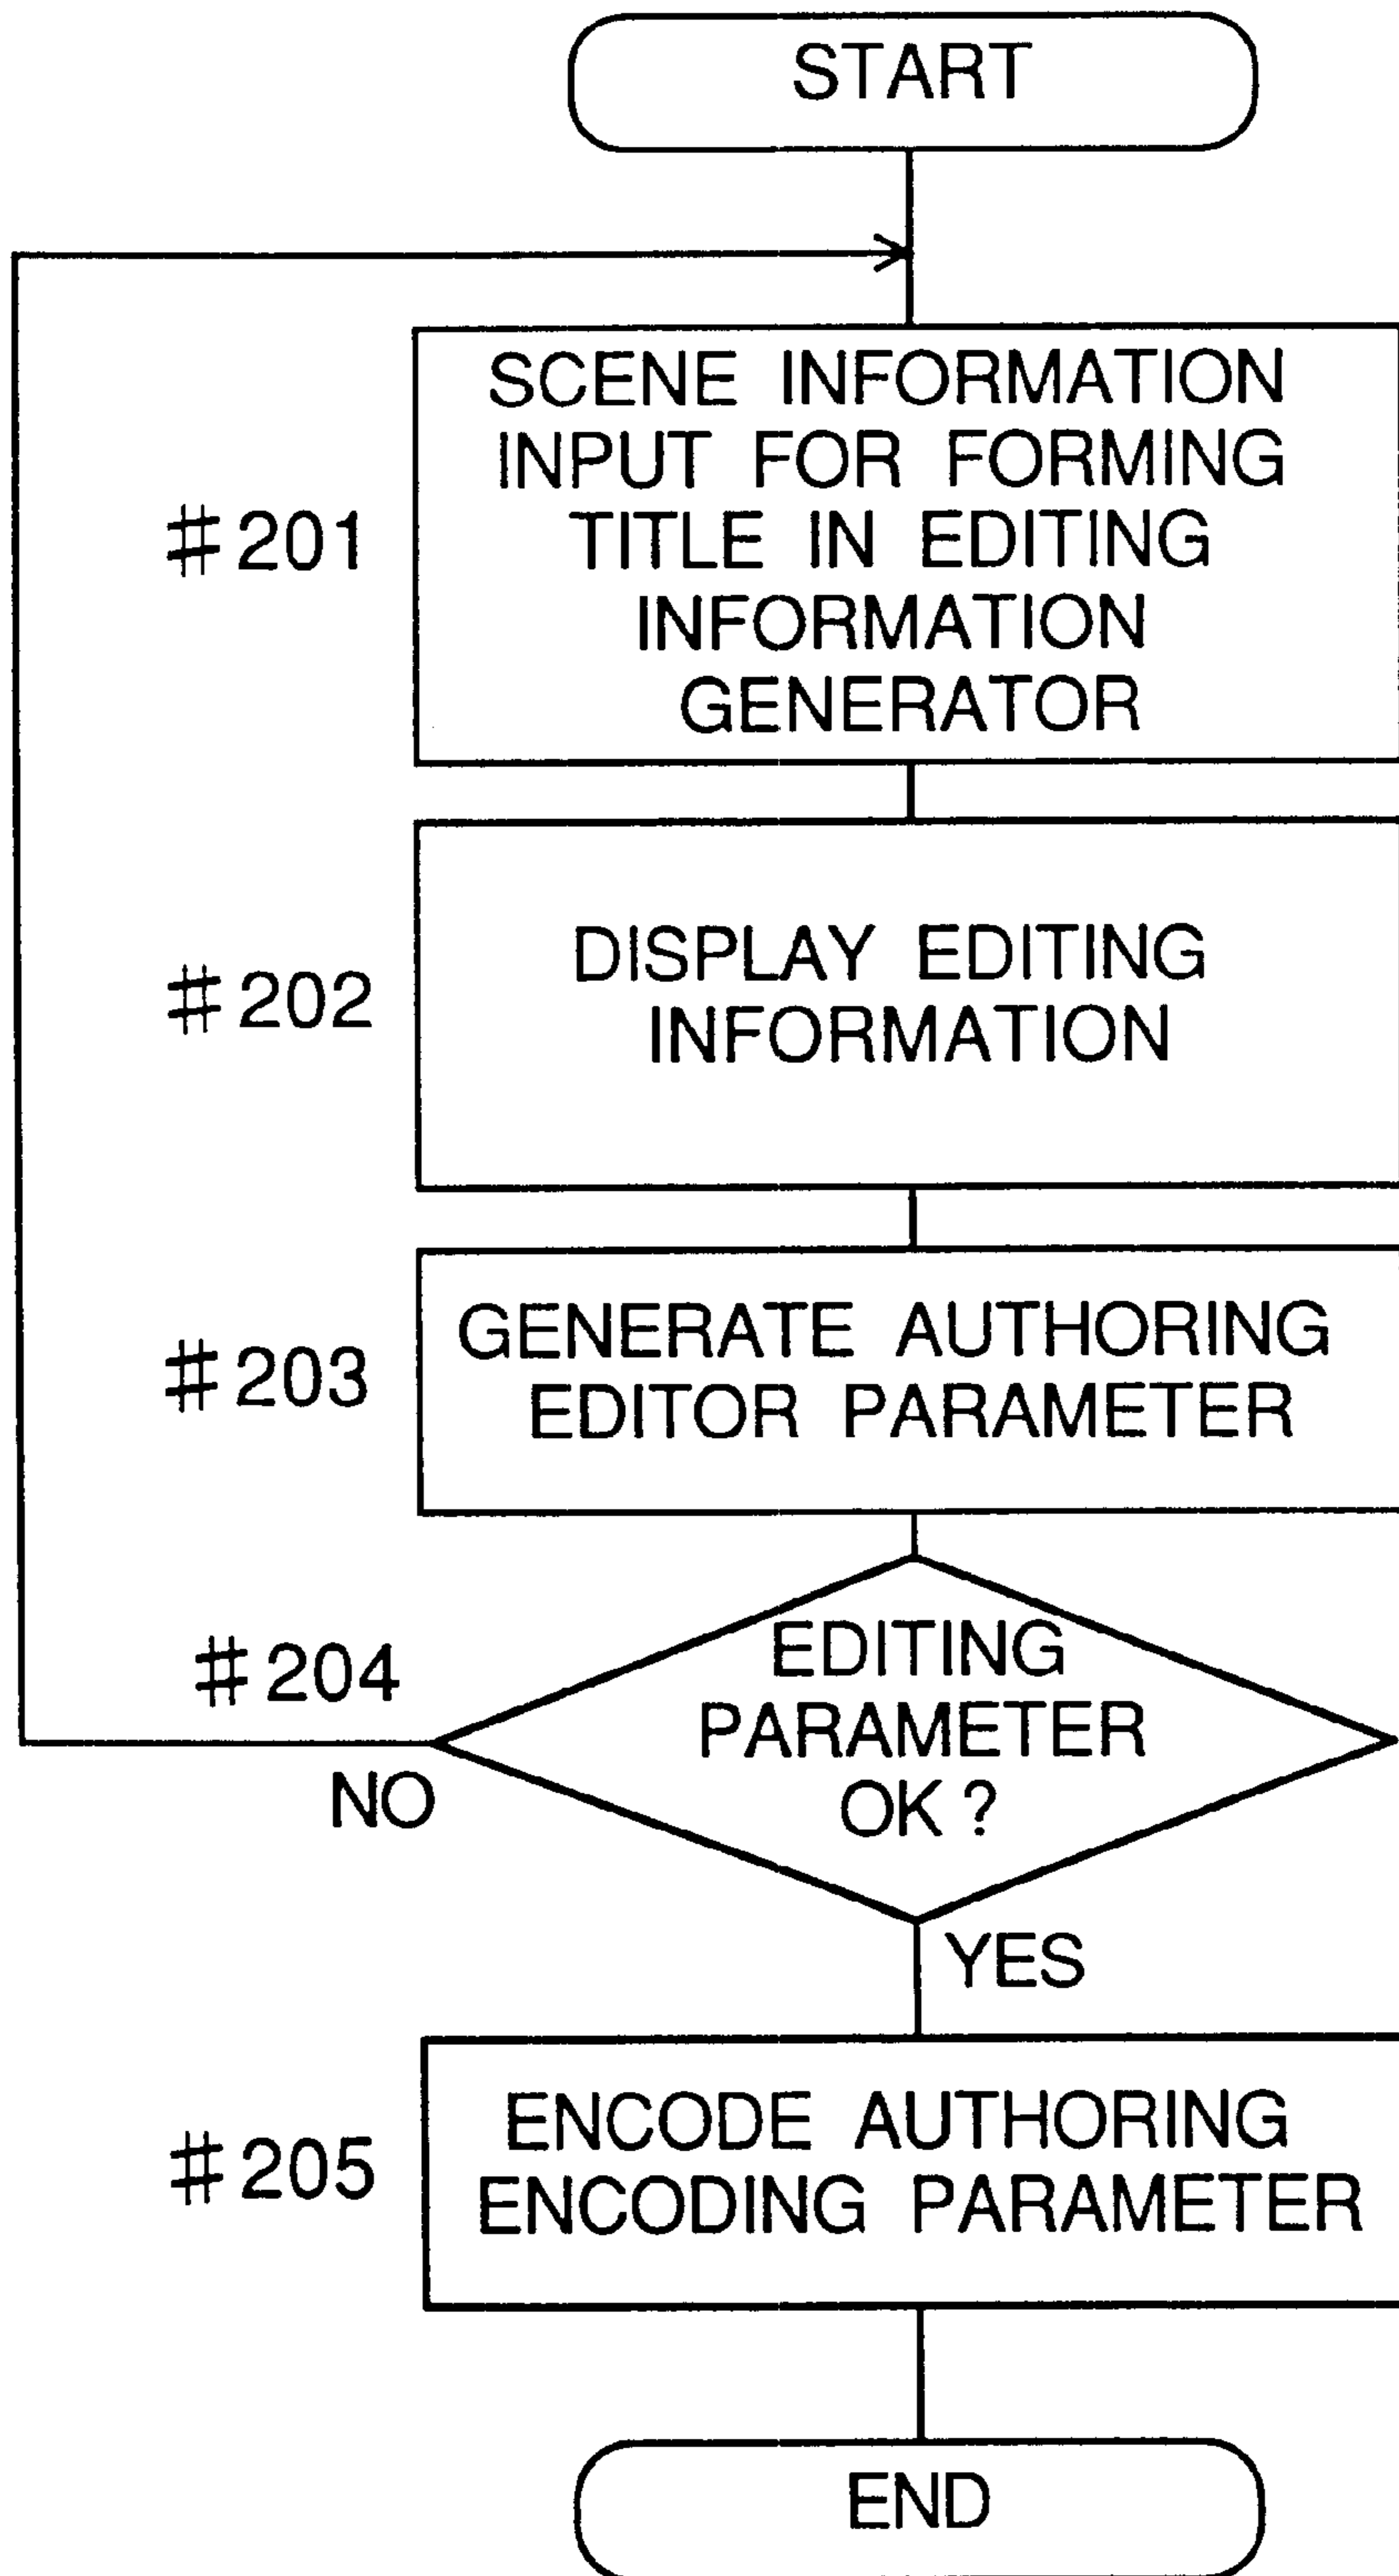 START
SCENE INFORMATION
INPUT FOR FORMING
TITLE IN EDITING
INFORMATION
GENERATOR
#201
DISPLAY EDITING
INFORMATION
#202
GENERATE AUTHORING
EDITOR PARAMETER
#203
EDITING
PARAMETER
OK?
#204
NO
YES
ENCODE AUTHORING
ENCODING PARAMETER
#205
END